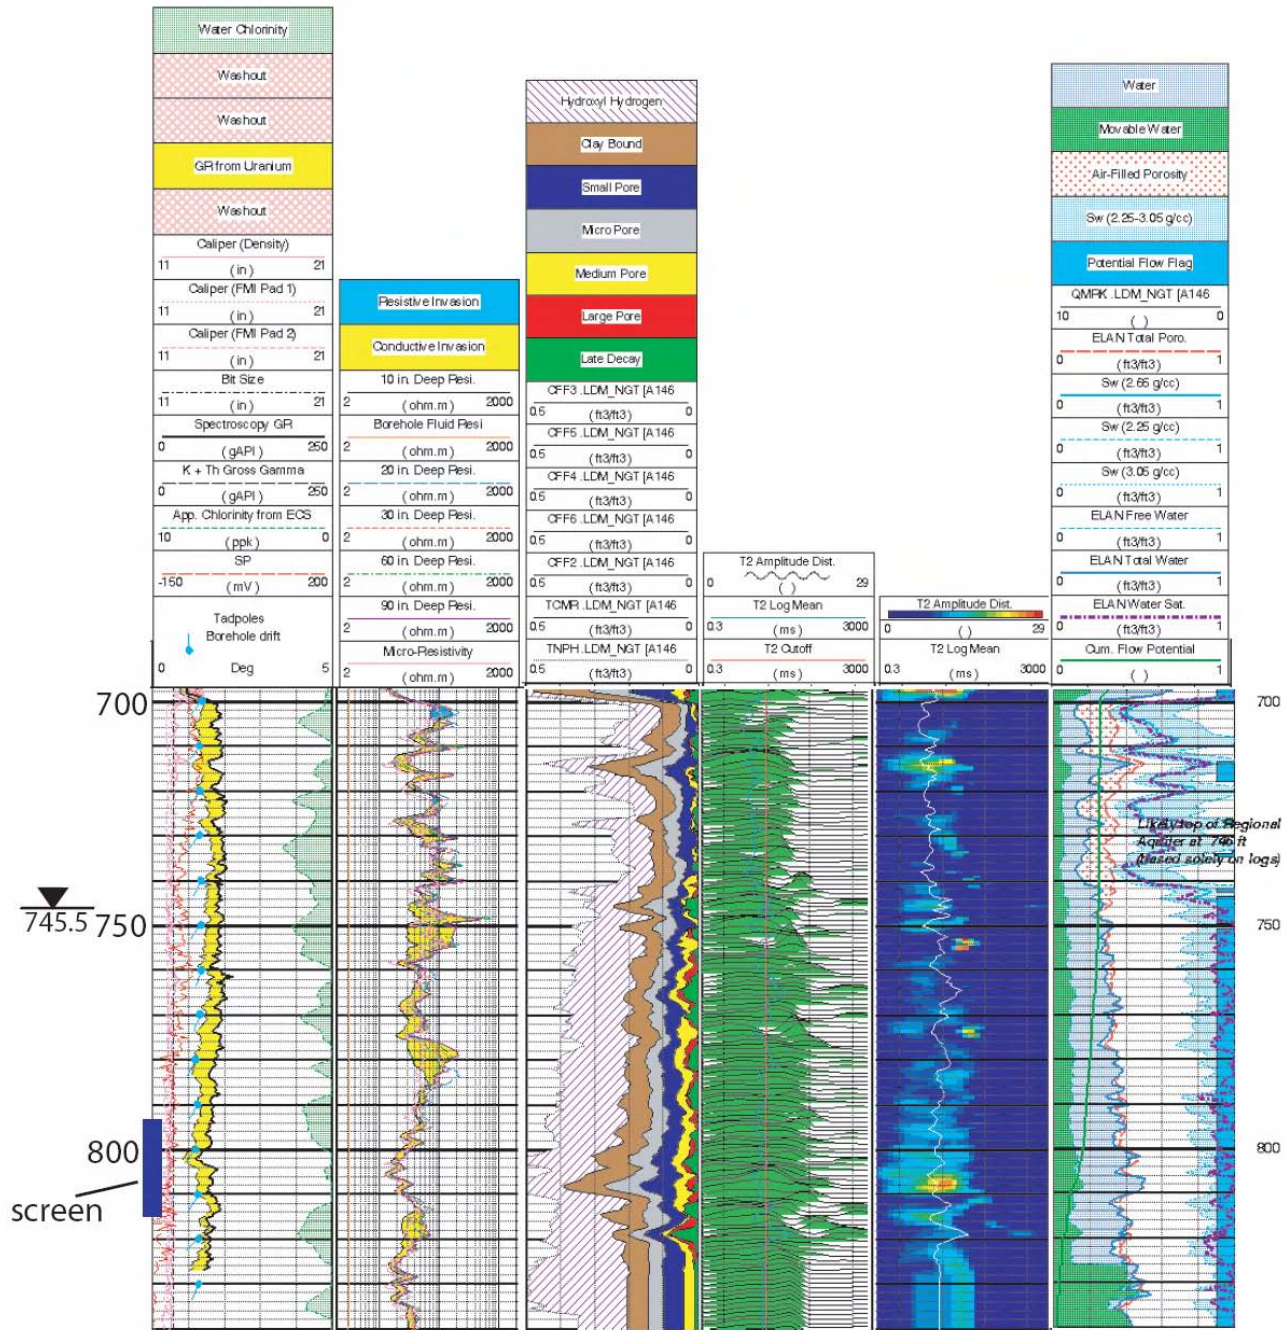 Water Chlorinity
Washout
Washout
GR from Uranium
Washout
Caliper (Density)
11 (in) 21
Caliper (FMI Pad 1)
11 (in) 21
Caliper (FMI Pad 2)
11 (in) 21
Bit Size
11 (in) 21
Spectroscopy GR
0 (gAPI) 250
K + Th Gross Gamma
0 (gAPI) 250
App. Chlorinity from ECS
10 (ppk) 0
SP
-150 (mV) 200
Tadpoles
Borehole drift
0 Deg 5
Resistive Invasion
Conductive Invasion
10 in. Deep Resi.
2 (ohm.m) 2000
Borehole Fluid Resi
2 (ohm.m) 2000
20 in. Deep Resi.
2 (ohm.m) 2000
30 in. Deep Resi.
2 (ohm.m) 2000
60 in. Deep Resi.
2 (ohm.m) 2000
90 in. Deep Resi.
2 (ohm.m) 2000
Micro-Resistivity
2 (ohm.m) 2000
Hydroxyl Hydrogen
Clay Bound
Small Pore
Micro Pore
Medium Pore
Large Pore
Late Decay
CFF3 .LDM_NGT [A146
0.5 (ft3/ft3) 0
CFF5 .LDM_NGT [A146
0.5 (ft3/ft3) 0
CFF4 .LDM_NGT [A146
0.5 (ft3/ft3) 0
CFF6 .LDM_NGT [A146
0.5 (ft3/ft3) 0
CFF2 .LDM_NGT [A146
0.5 (ft3/ft3) 0
TCMR .LDM_NGT [A146
0.5 (ft3/ft3) 0
TNPH .LDM_NGT [A146
0.5 (ft3/ft3) 0
T2 Amplitude Dist.
0 ( ) 29
T2 Log Mean
0.3 (ms) 3000
T2 Cutoff
0.3 (ms) 3000
T2 Amplitude Dist.
0 ( ) 29
T2 Log Mean
0.3 (ms) 3000
Water
Movable Water
Air-Filled Porosity
Sw (2.25-3.05 g/cc)
Potential Flow Flag
QMRK .LDM_NGT [A146
10 ( ) 0
ELAN Total Poro.
0 (ft3/ft3) 1
Sw (2.65 g/cc)
0 (ft3/ft3) 1
Sw (2.25 g/cc)
0 (ft3/ft3) 1
Sw (3.05 g/cc)
0 (ft3/ft3) 1
ELAN Free Water
0 (ft3/ft3) 1
ELAN Total Water
0 (ft3/ft3) 1
ELAN Water Sat.
0 (ft3/ft3) 1
Cum. Flow Potential
0 ( ) 1
700
745.5
750
800
screen
700
Likely top of Regional
Aquifer at 746 ft
(based solely on logs)
750
800